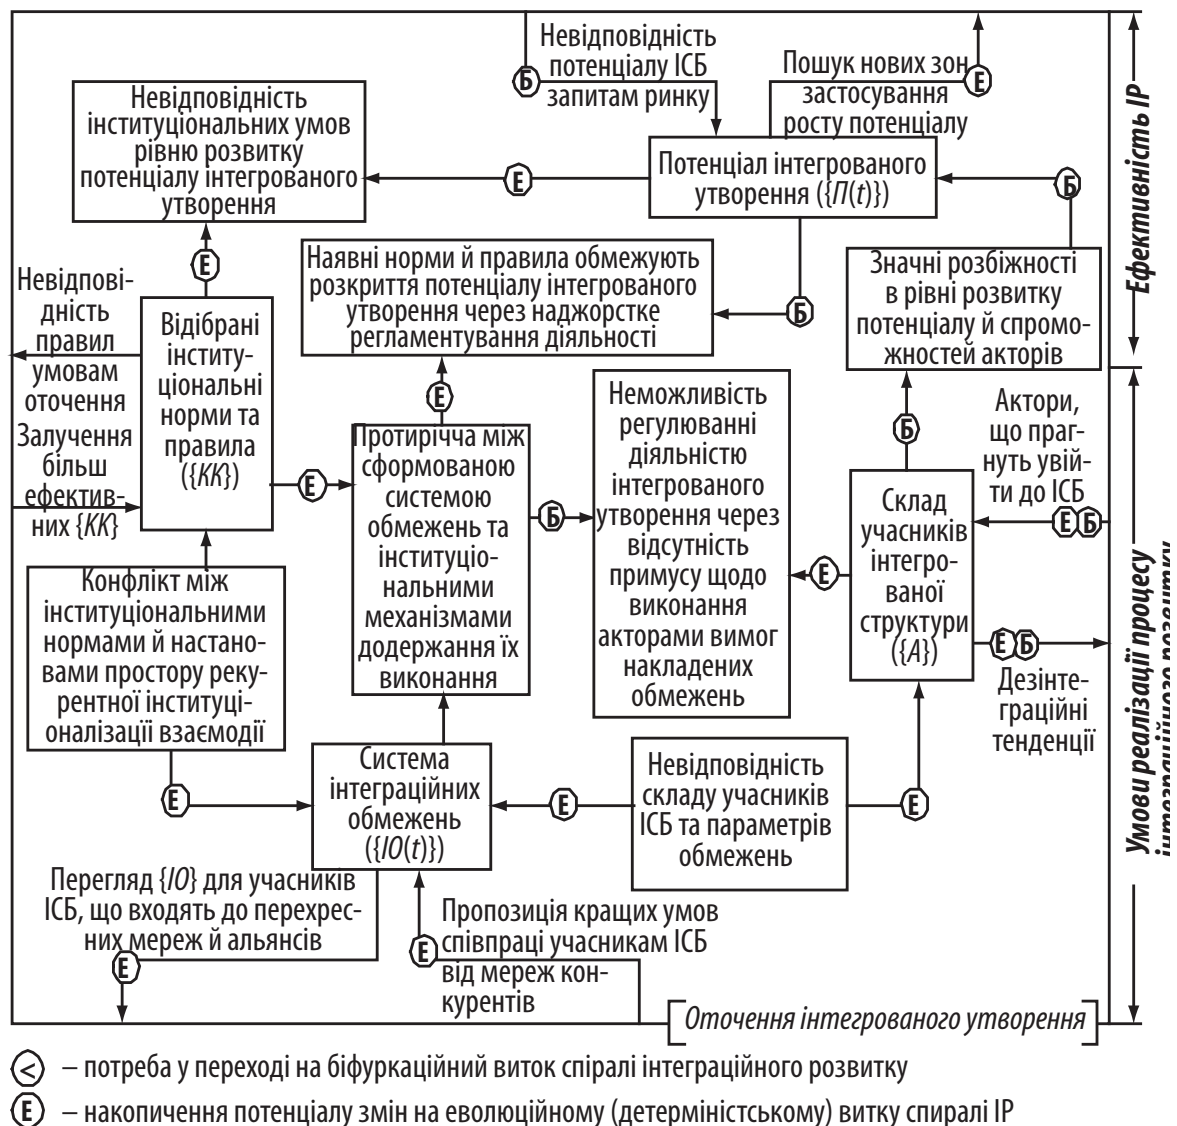 Невідповідність
потенціалу ІСБ
запитам ринку
Б
Пошук нових зон
застосування
росту потенціалу
Е
Невідповідність
інституціональних умов
рівню розвитку
потенціалу інтегрованого
утворення
Е
Потенціал інтегрованого
утворення ({П(t)})
Б
Е
Наявні норми й правила обмежують
розкриття потенціалу інтегрованого
утворення через наджорстке
регламентування діяльності
Б
Значні розбіжності
в рівні розвитку
потенціалу й спромо-
жностей акторів
Ефективність ІР
Невідпові-
дність
правил
умовам
оточення
Залучення
більш
ефектив-
них {КК}
Відібрані
інститу-
ціональні
норми та
правила
({КК})
Е
Е
Протирічча між
сформованою
системою
обмежень та
інституціо-
нальними
механізмами
додержання їх
виконання
Б
Неможливість
регулюванні
діяльністю
інтегрованого
утворення через
відсутність
примусу щодо
виконання
акторами вимог
накладених
обмежень
Е
Б
Склад
учасників
інтегро-
ваної
структури
({А})
Актори,
що праг-
нуть увій-
ти до ІСБ
Е Б
Е Б
Дезінте-
граційні
тенденції
Умови реалізації процесу
інтеграційного розвитку
Конфлікт між
інституціональними
нормами й настано-
вами простору реку-
рентної інституці-
оналізації взаємодії
Е
Система
інтеграційних
обмежень
({ІО(t)})
Е
Невідповідність
складу учасників
ІСБ та параметрів
обмежень
Е
Перегляд {ІО} для учасників
ІСБ, що входять до перехрес-
них мереж й альянсів
Е
Пропозиція кращих умов
співпраці учасникам ІСБ
від мереж кон-
курентів
Е
Оточення інтегрованого утворення
< – потреба у переході на біфуркаційний виток спіралі інтеграційного розвитку
Е – накопичення потенціалу змін на еволюційному (детерміністському) витку спирали ІР